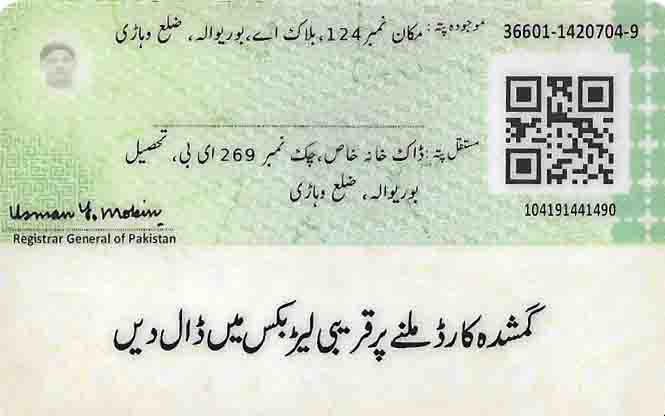 موجودہ پتہ: مکان نمبر 124، بلاک اے، بوریوالہ، ضلع وہاڑی
36601-1420704-9
مستقل پتہ: ڈاک خانہ خاص، چک نمبر 269 ای بی، تحصیل
بوریوالہ، ضلع وہاڑی
104191441490
Usman Y. Mobin
Registrar General of Pakistan
گمشدہ کارڈ ملنے پر قریبی لیٹر بکس میں ڈال دیں